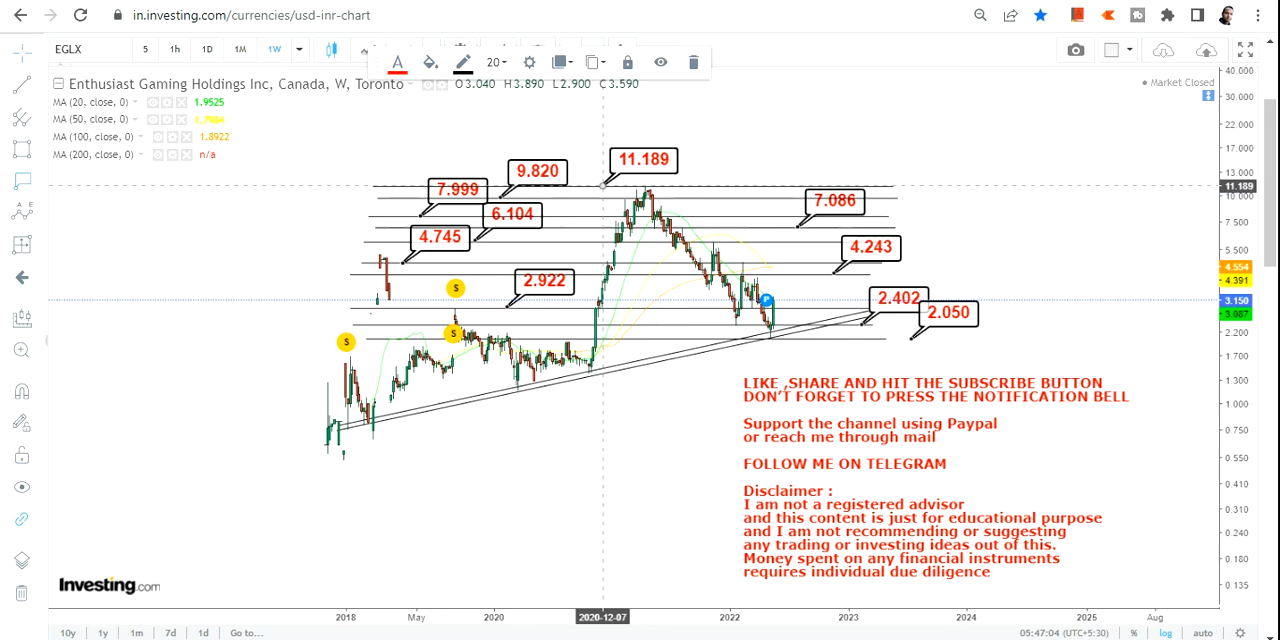 in.investing.com/currencies/usd-inr-chart
EGLX 5 1h 1D 1M 1W
A 20
Enthusiast Gaming Holdings Inc, Canada, W, Toronto O3.040 H3.890 L2.900 C3.590
Market Closed
MA (20, close, 0) 1.9525
MA (50, close, 0)
MA (100, close, 0) 1.8922
MA (200, close, 0) n/a
40.000
30.000
22.000
17.000
13.000
11.189
10.000
7.500
5.500
4.554
4.391
3.150
3.087
2.200
1.700
1.300
1.000
0.750
0.550
0.410
0.310
0.240
0.180
0.135
11.189
9.820
7.999
7.086
6.104
4.745
4.243
2.922
2.402
2.050
S
S
S
P
LIKE ,SHARE AND HIT THE SUBSCRIBE BUTTON
DON'T FORGET TO PRESS THE NOTIFICATION BELL
Support the channel using Paypal
or reach me through mail
FOLLOW ME ON TELEGRAM
Disclaimer :
I am not a registered advisor
and this content is just for educational purpose
and I am not recommending or suggesting
any trading or investing ideas out of this.
Money spent on any financial instruments
requires individual due diligence
Investing.com
2018 May 2020 2020-12-07 2022 2023 2024 2025 Aug
10y 1y 1m 7d 1d Go to... 05:47:04 (UTC+5:30) % log auto